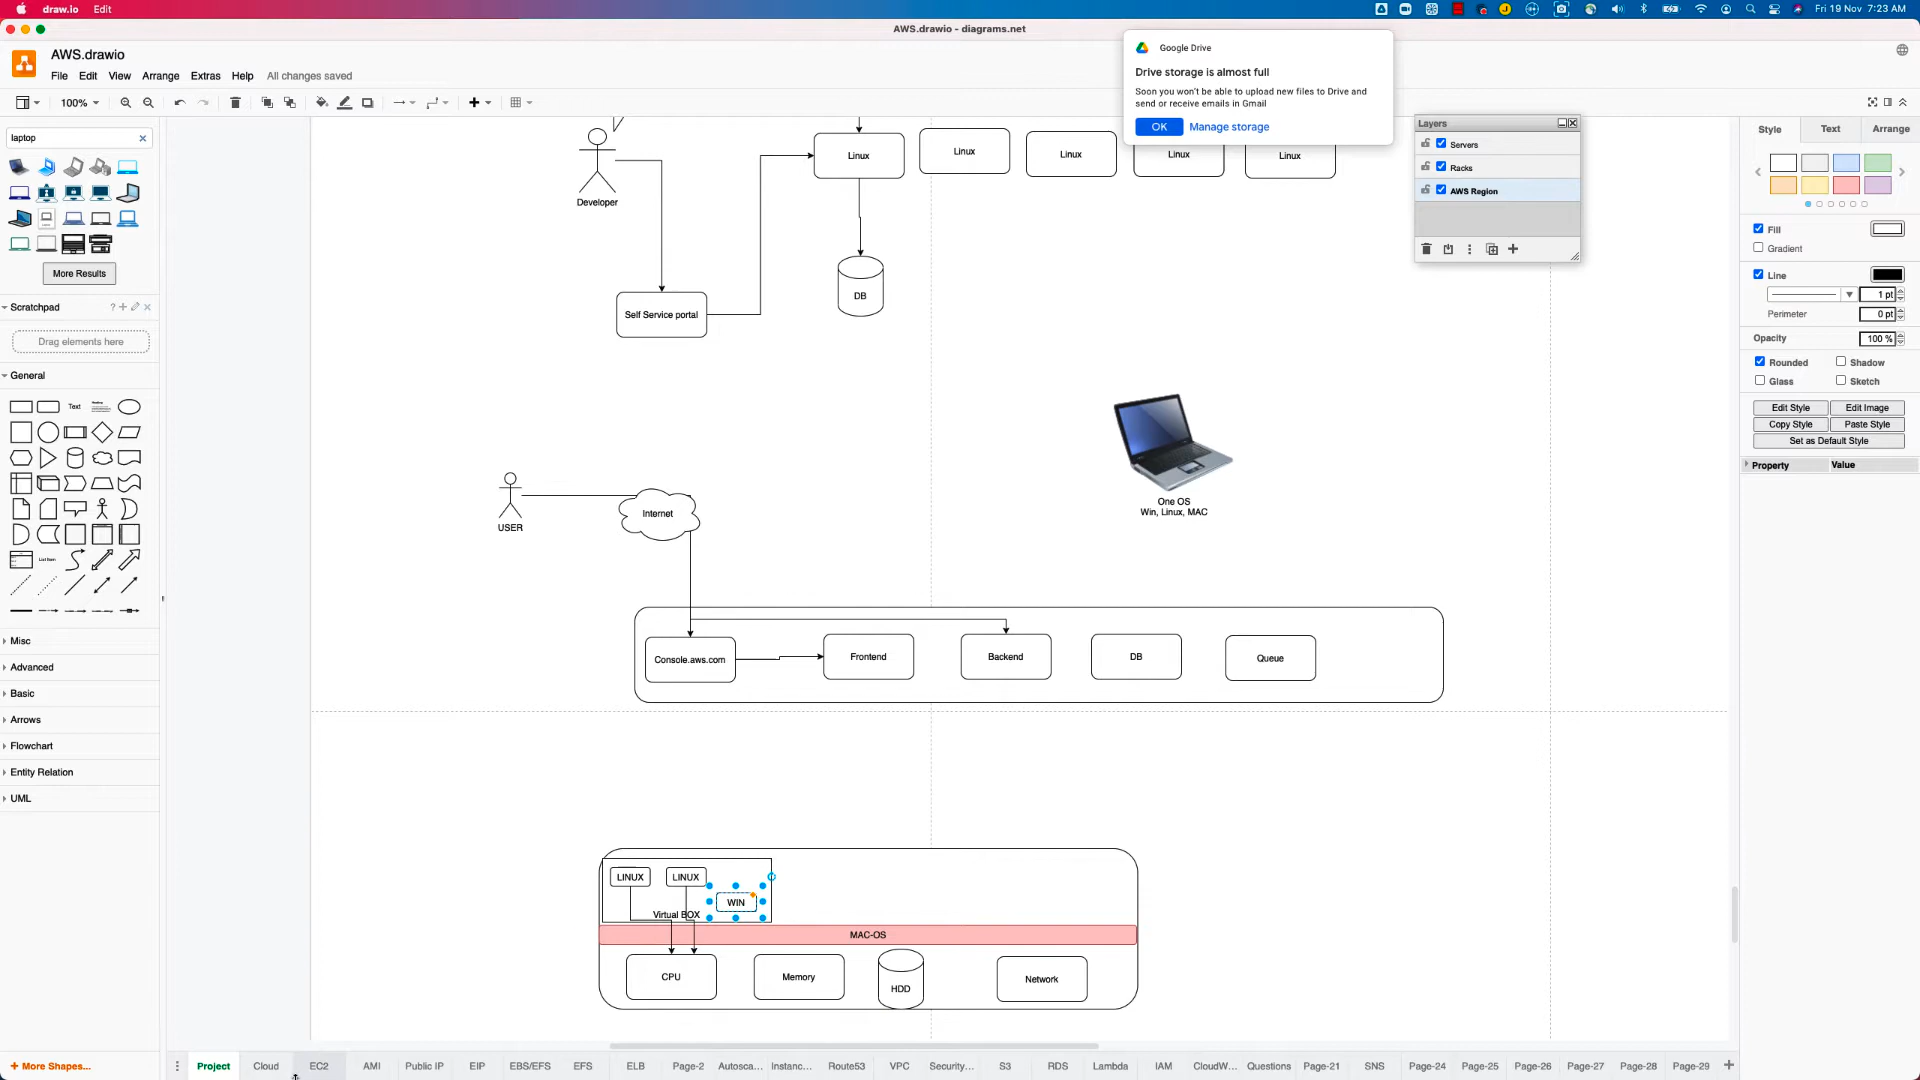 draw.io Edit
Fri 19 Nov 7:23 AM
AWS.drawio - diagrams.net
AWS.drawio
File Edit View Arrange Extras Help All changes saved
100%
Google Drive
Drive storage is almost full
Soon you won't be able to upload new files to Drive and
send or receive emails in Gmail
OK Manage storage
laptop
More Results
Scratchpad
Drag elements here
General
Text
Misc
Advanced
Basic
Arrows
Flowchart
Entity Relation
UML
+ More Shapes...
Developer
Linux
Linux
Linux
Linux
Linux
DB
Self Service portal
USER
Internet
One OS
Win, Linux, MAC
Console.aws.com
Frontend
Backend
DB
Queue
LINUX
LINUX
WIN
Virtual BOX
MAC-OS
CPU
Memory
HDD
Network
Layers
Servers
Racks
AWS Region
Style Text Arrange
Fill
Gradient
Line
1 pt
Perimeter 0 pt
Opacity 100 %
Rounded Shadow
Glass Sketch
Edit Style Edit Image
Copy Style Paste Style
Set as Default Style
Property Value
Project Cloud EC2 AMI Public IP EIP EBS/EFS EFS ELB Page-2 Autosca... Instanc... Route53 VPC Security... S3 RDS Lambda IAM CloudW... Questions Page-21 SNS Page-24 Page-25 Page-26 Page-27 Page-28 Page-29